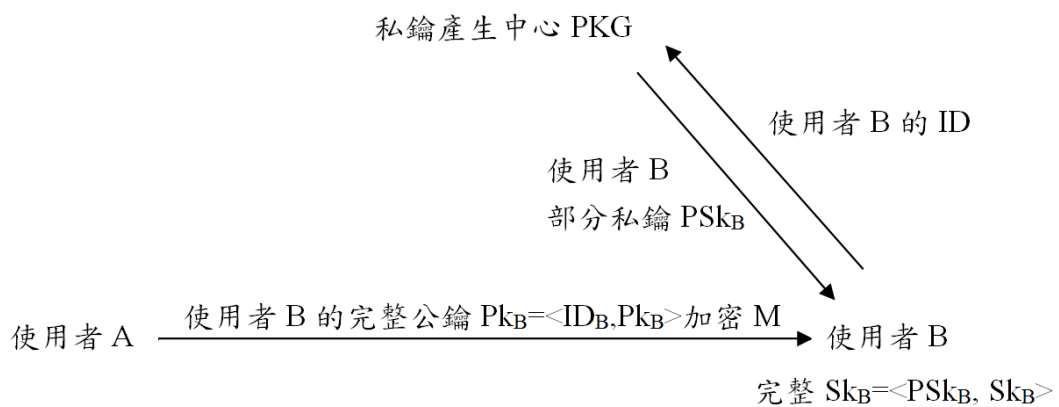 私鑰產生中心 PKG
使用者 B 的 ID
使用者 B
部分私鑰 PSkB
使用者 B 的完整公鑰 PkB=<IDB,PkB>加密 M
使用者 A
使用者 B
完整 SkB=<PSkB, SkB>